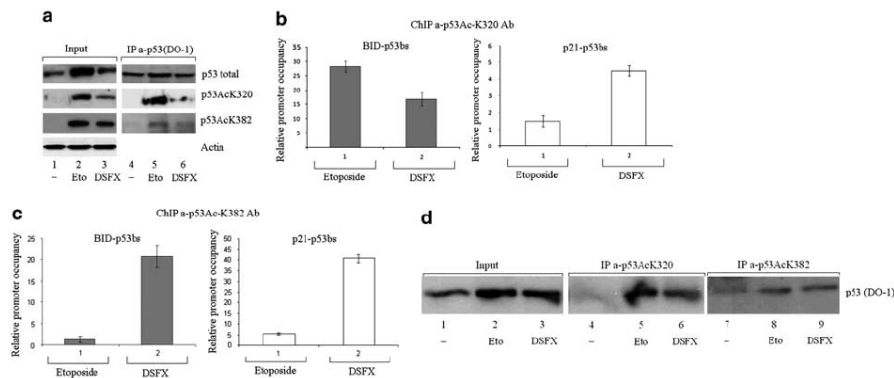 a
Input
IP a-p53(DO-1)
p53 total
p53AcK320
p53AcK382
Actin
1 2 3 4 5 6
– Eto DSFX – Eto DSFX
b
ChIP a-p53Ac-K320 Ab
BID-p53bs
Relative promoter occupancy
35
30
25
20
15
10
5
0
1 2
Etoposide DSFX
p21-p53bs
Relative promoter occupancy
6
5
4
3
2
1
0
1 2
Etoposide DSFX
c
ChIP a-p53Ac-K382 Ab
BID-p53bs
Relative promoter occupancy
25
20
15
10
5
0
1 2
Etoposide DSFX
p21-p53bs
Relative promoter occupancy
50
45
40
35
30
25
20
15
10
5
0
1 2
Etoposide DSFX
d
Input
IP a-p53AcK320
IP a-p53AcK382
p53 (DO-1)
1 2 3 4 5 6 7 8 9
– Eto DSFX – Eto DSFX – Eto DSFX